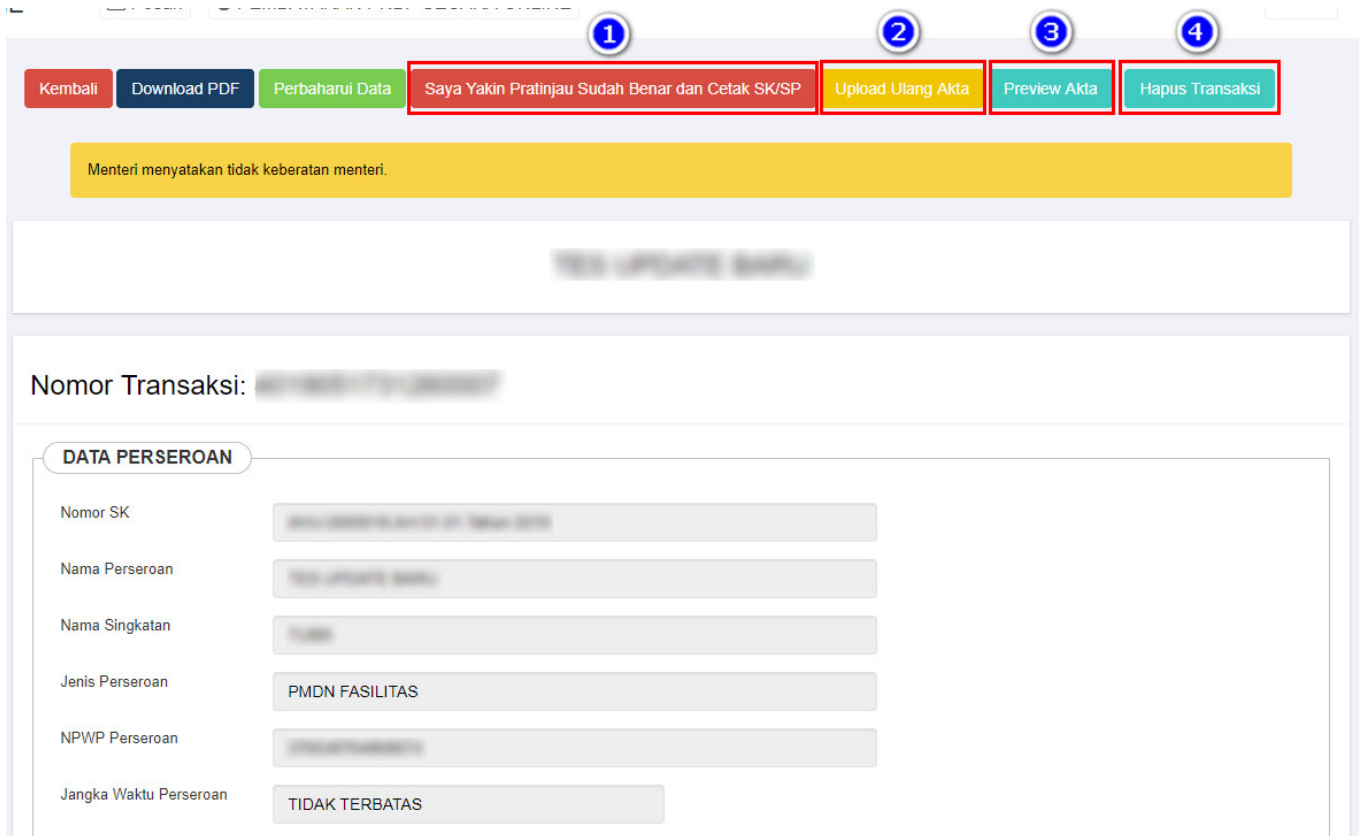 1 2 3 4
Kembali Download PDF Perbaharui Data Saya Yakin Pratinjau Sudah Benar dan Cetak SK/SP Upload Ulang Akta Preview Akta Hapus Transaksi
Menteri menyatakan tidak keberatan menteri.
Nomor Transaksi:
DATA PERSEROAN
Nomor SK
Nama Perseroan
Nama Singkatan
Jenis Perseroan PMDN FASILITAS
NPWP Perseroan
Jangka Waktu Perseroan TIDAK TERBATAS